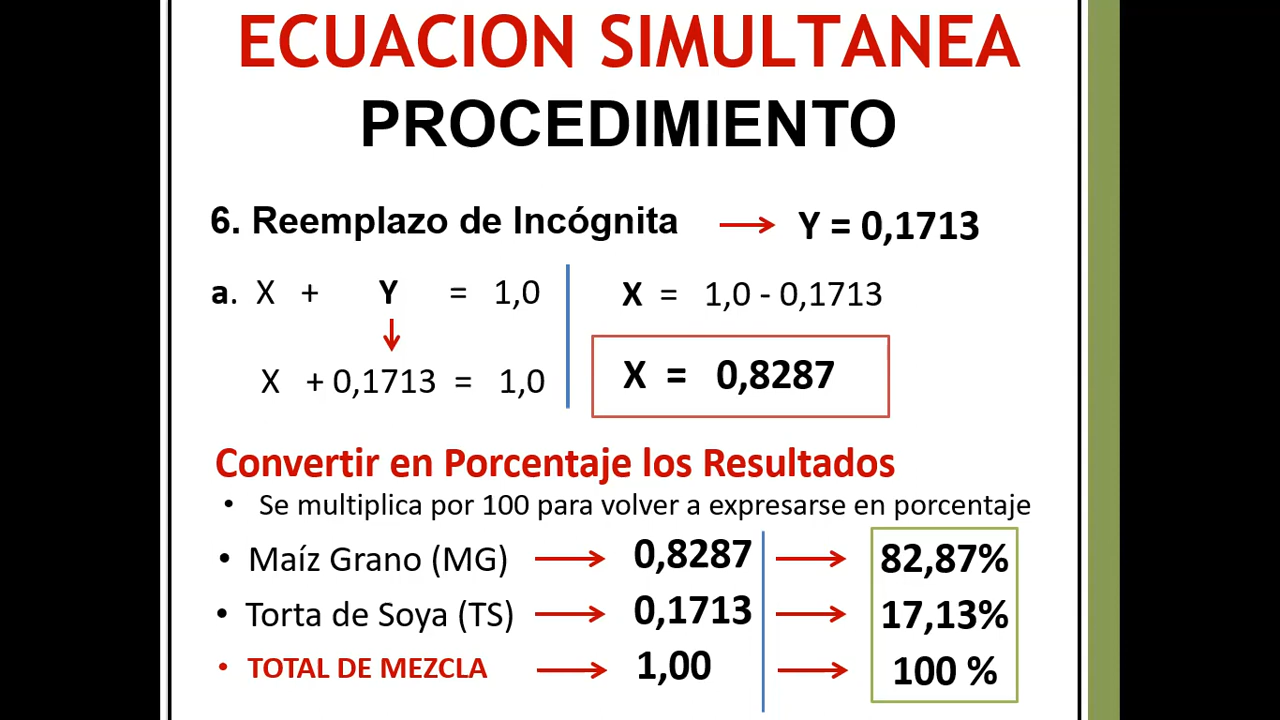 ECUACION SIMULTANEA
PROCEDIMIENTO
6. Reemplazo de Incógnita → Y = 0,1713
a. X + Y = 1,0
X = 1,0 - 0,1713
X + 0,1713 = 1,0
X = 0,8287
Convertir en Porcentaje los Resultados
• Se multiplica por 100 para volver a expresarse en porcentaje
• Maíz Grano (MG) → 0,8287 → 82,87%
• Torta de Soya (TS) → 0,1713 → 17,13%
• TOTAL DE MEZCLA → 1,00 → 100 %